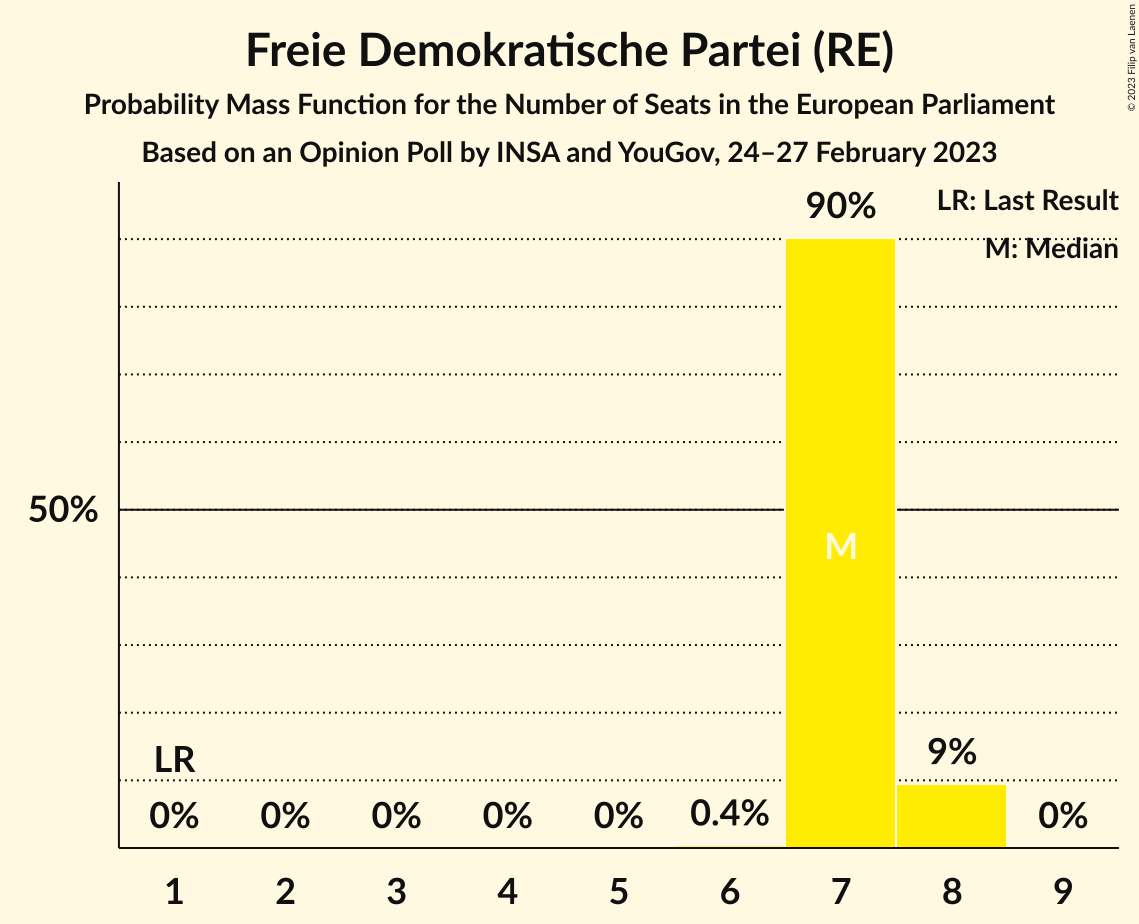 Freie Demokratische Partei (RE)
Probability Mass Function for the Number of Seats in the European Parliament
Based on an Opinion Poll by INSA and YouGov, 24–27 February 2023
© 2023 Filip van Laenen
LR: Last Result
M: Median
90%
50%
M
LR
9%
0% 0% 0% 0% 0% 0.4% 0%
1 2 3 4 5 6 7 8 9